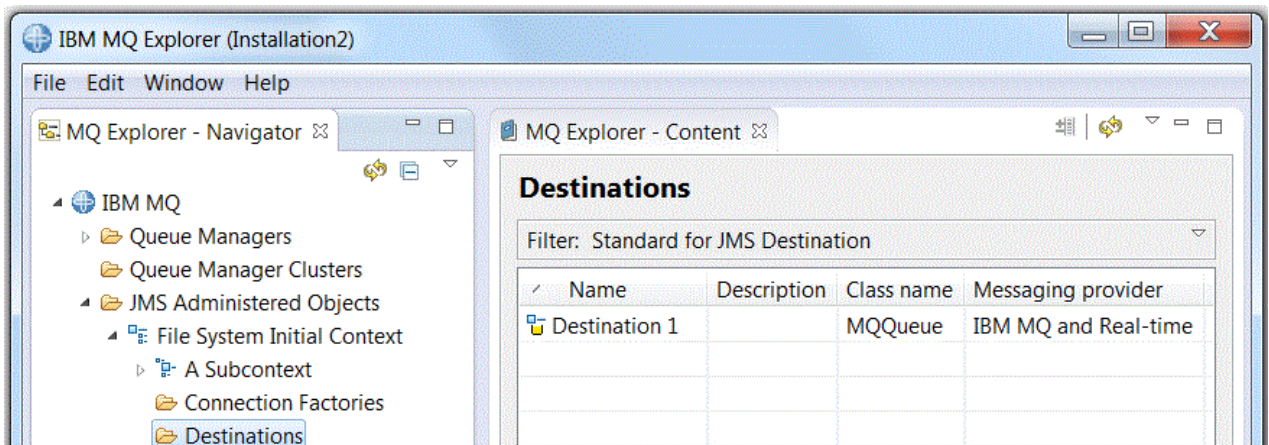 IBM MQ Explorer (Installation2)
File Edit Window Help
MQ Explorer - Navigator
IBM MQ
Queue Managers
Queue Manager Clusters
JMS Administered Objects
File System Initial Context
A Subcontext
Connection Factories
Destinations
MQ Explorer - Content
Destinations
Filter: Standard for JMS Destination
Name Description Class name Messaging provider
Destination 1 MQQueue IBM MQ and Real-time